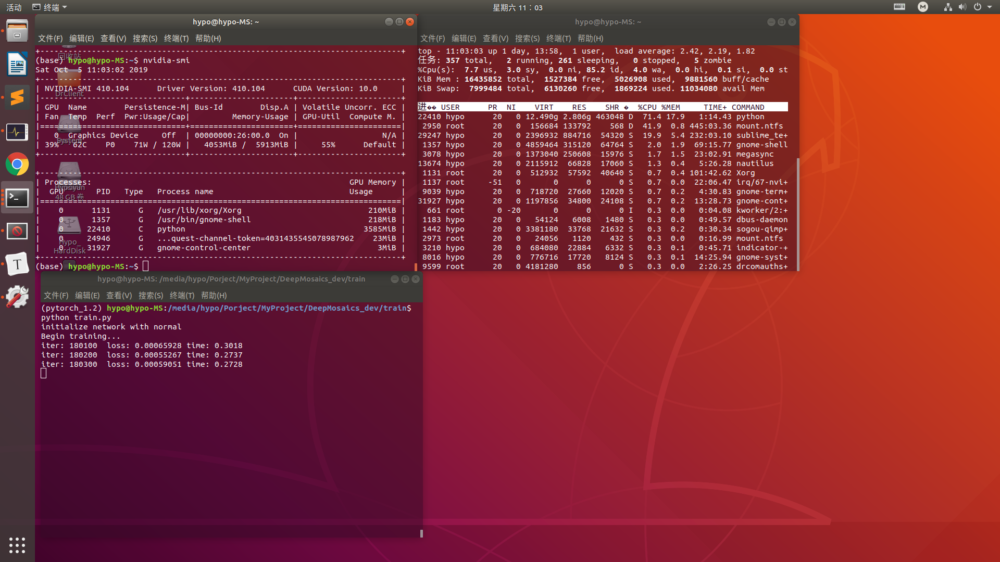 活动 终端 星期六 11：03
hypo@hypo-MS: ~
文件(F) 编辑(E) 查看(V) 搜索(S) 终端(T) 帮助(H)
+-----------------------------------------------------------------------------+
(base) hypo@hypo-MS:~$ nvidia-smi
Sat Oct  5 11:03:02 2019
+-----------------------------------------------------------------------------+
| NVIDIA-SMI 410.104      Driver Version: 410.104      CUDA Version: 10.0     |
|-------------------------------+----------------------+----------------------+
| GPU  Name        Persistence-M| Bus-Id        Disp.A | Volatile Uncorr. ECC |
| Fan  Temp  Perf  Pwr:Usage/Cap|         Memory-Usage | GPU-Util  Compute M. |
|===============================+======================+======================|
|   0  Graphics Device     Off  | 00000000:26:00.0  On |                  N/A |
| 39%   62C    P0    71W / 120W |   4053MiB /  5913MiB |     55%      Default |
+-------------------------------+----------------------+----------------------+
+-----------------------------------------------------------------------------+
| Processes:                                                       GPU Memory |
|  GPU       PID   Type   Process name                             Usage      |
|=============================================================================|
|    0      1131      G   /usr/lib/xorg/Xorg                           210MiB |
|    0      1357      G   /usr/bin/gnome-shell                         218MiB |
|    0     22410      C   python                                      3585MiB |
|    0     24946      G   ...quest-channel-token=4031435545078987962    23MiB |
|    0     31927      G   gnome-control-center                           3MiB |
+-----------------------------------------------------------------------------+
(base) hypo@hypo-MS:~$
回收站
DrClient
System
Hypoyun
48 GB 卷
Hypo_
HardDisk
hypo@hypo-MS: ~
文件(F) 编辑(E) 查看(V) 搜索(S) 终端(T) 帮助(H)
top - 11:03:03 up 1 day, 13:58,  1 user,  load average: 2.42, 2.19, 1.82
任务: 357 total,   2 running, 261 sleeping,   0 stopped,   5 zombie
%Cpu(s):  7.7 us,  3.0 sy,  0.0 ni, 85.2 id,  4.0 wa,  0.0 hi,  0.1 si,  0.0 st
KiB Mem : 16435852 total,  1527384 free,  5026908 used,  9881560 buff/cache
KiB Swap:  7999484 total,  6130260 free,  1869224 used. 11034080 avail Mem
进�� USER      PR  NI    VIRT    RES    SHR �  %CPU %MEM     TIME+ COMMAND
22410 hypo      20   0 12.490g 2.806g 463048 D  71.4 17.9   1:14.43 python
2950 root      20   0  156684 133792    568 D  41.9  0.8 445:03.36 mount.ntfs
29247 hypo      20   0 2396932 884716  54320 S  19.9  5.4 232:03.10 sublime_te+
1357 hypo      20   0 4859464 315120  64764 S   2.0  1.9  69:15.77 gnome-shell
3078 hypo      20   0 1373040 250608  15976 S   1.7  1.5  23:02.91 megasync
13674 hypo      20   0 2115912  66828  17060 S   1.3  0.4   5:26.28 nautilus
1131 root      20   0  512932  57592  40640 S   0.7  0.4 101:42.62 Xorg
1137 root     -51   0       0      0      0 S   0.7  0.0  22:06.47 irq/67-nvi+
9039 hypo      20   0  718720  27660  12020 S   0.7  0.2   4:30.83 gnome-term+
31927 hypo      20   0 1197856  34800  24108 S   0.7  0.2  13:28.73 gnome-cont+
661 root       0 -20       0      0      0 I   0.3  0.0   0:04.08 kworker/2:+
1183 hypo      20   0   54124   6008   1480 S   0.3  0.0   0:49.57 dbus-daemon
1442 hypo      20   0 3381180  33768  21632 S   0.3  0.2   0:30.34 sogou-qimp+
2973 root      20   0   24056   1120    432 S   0.3  0.0   0:16.99 mount.ntfs
3210 hypo      20   0  684080  22884   6332 S   0.3  0.1   0:45.71 indicator-+
8016 hypo      20   0  776716  17720   8124 S   0.3  0.1  14:25.94 gnome-syst+
9599 root      20   0 4181280    856      0 S   0.3  0.0   2:26.25 drcomauths+
hypo@hypo-MS: /media/hypo/Porject/MyProject/DeepMosaics_dev/train
文件(F) 编辑(E) 查看(V) 搜索(S) 终端(T) 帮助(H)
(pytorch_1.2) hypo@hypo-MS:/media/hypo/Porject/MyProject/DeepMosaics_dev/train$
python train.py
initialize network with normal
Begin training...
iter: 180100  loss: 0.00065928 time: 0.3018
iter: 180200  loss: 0.00055267 time: 0.2737
iter: 180300  loss: 0.00059051 time: 0.2728